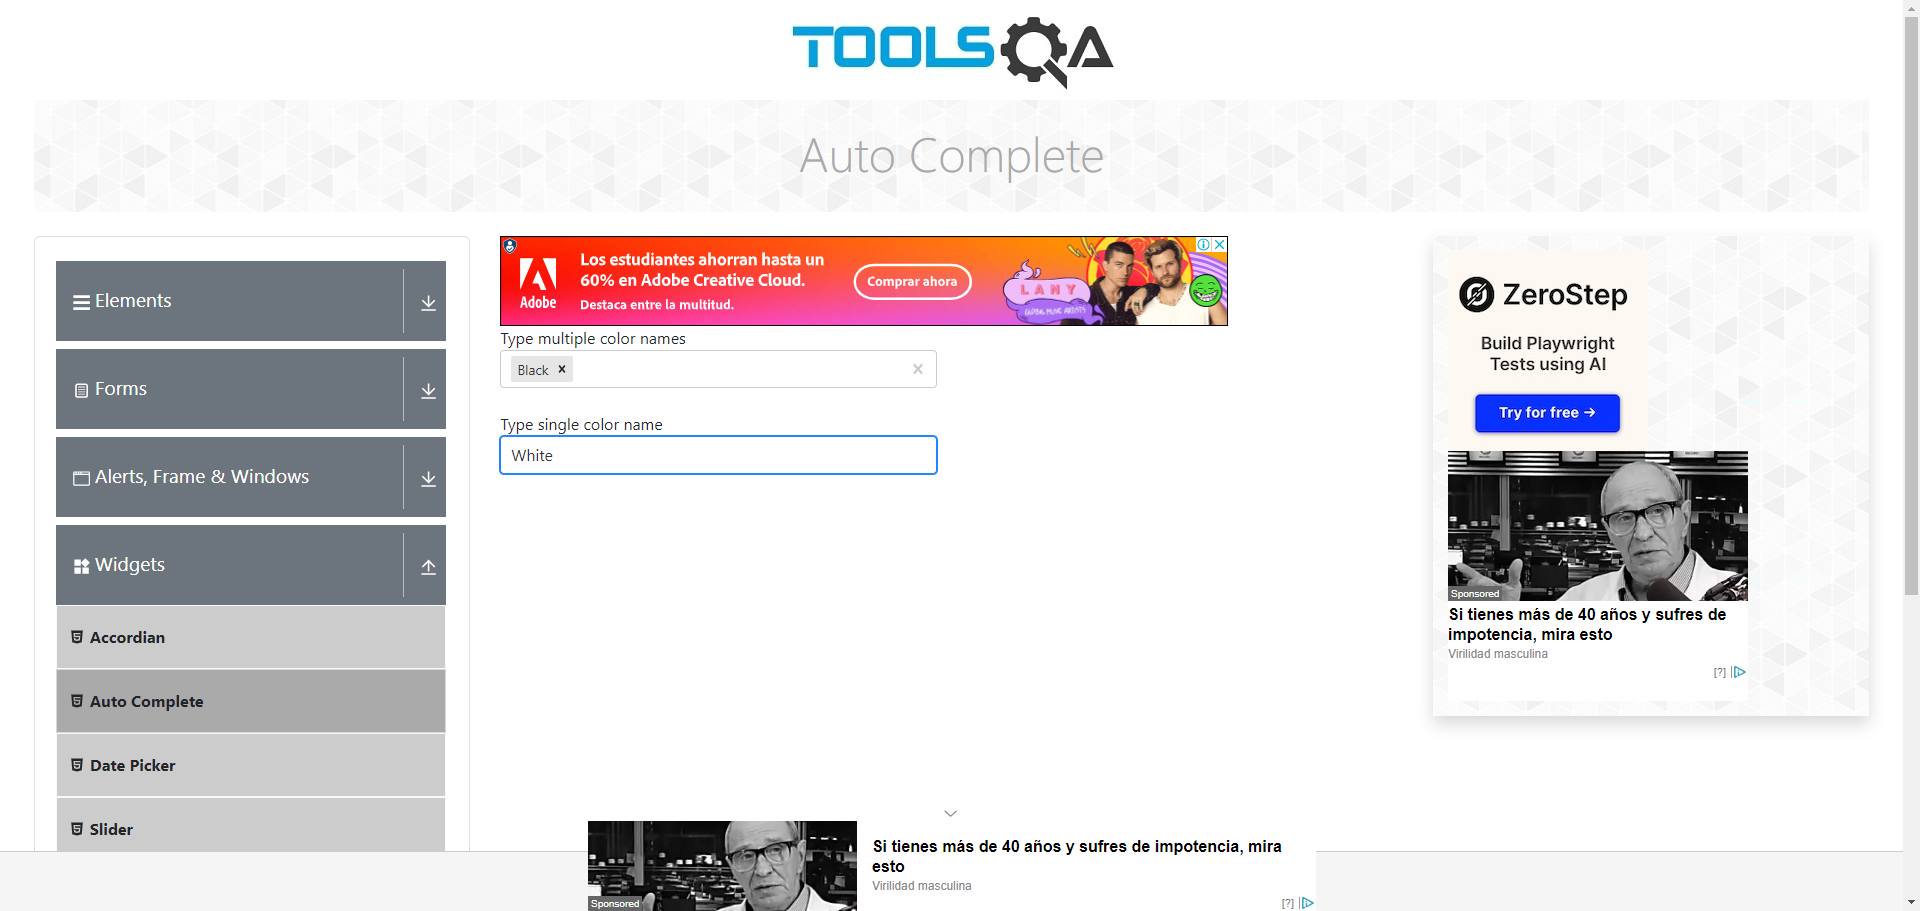 TOOLSQA
Auto Complete
Elements
Forms
Alerts, Frame & Windows
Widgets
Accordian
Auto Complete
Date Picker
Slider
Adobe
Los estudiantes ahorran hasta un
60% en Adobe Creative Cloud.
Destaca entre la multitud.
Comprar ahora
LANY
GLOBAL MUSIC ARTISTS
Type multiple color names
Black
Type single color name
White
ZeroStep
Build Playwright
Tests using AI
Try for free →
Sponsored
Si tienes más de 40 años y sufres de
impotencia, mira esto
Virilidad masculina
[?]
Sponsored
Si tienes más de 40 años y sufres de impotencia, mira
esto
Virilidad masculina
[?]